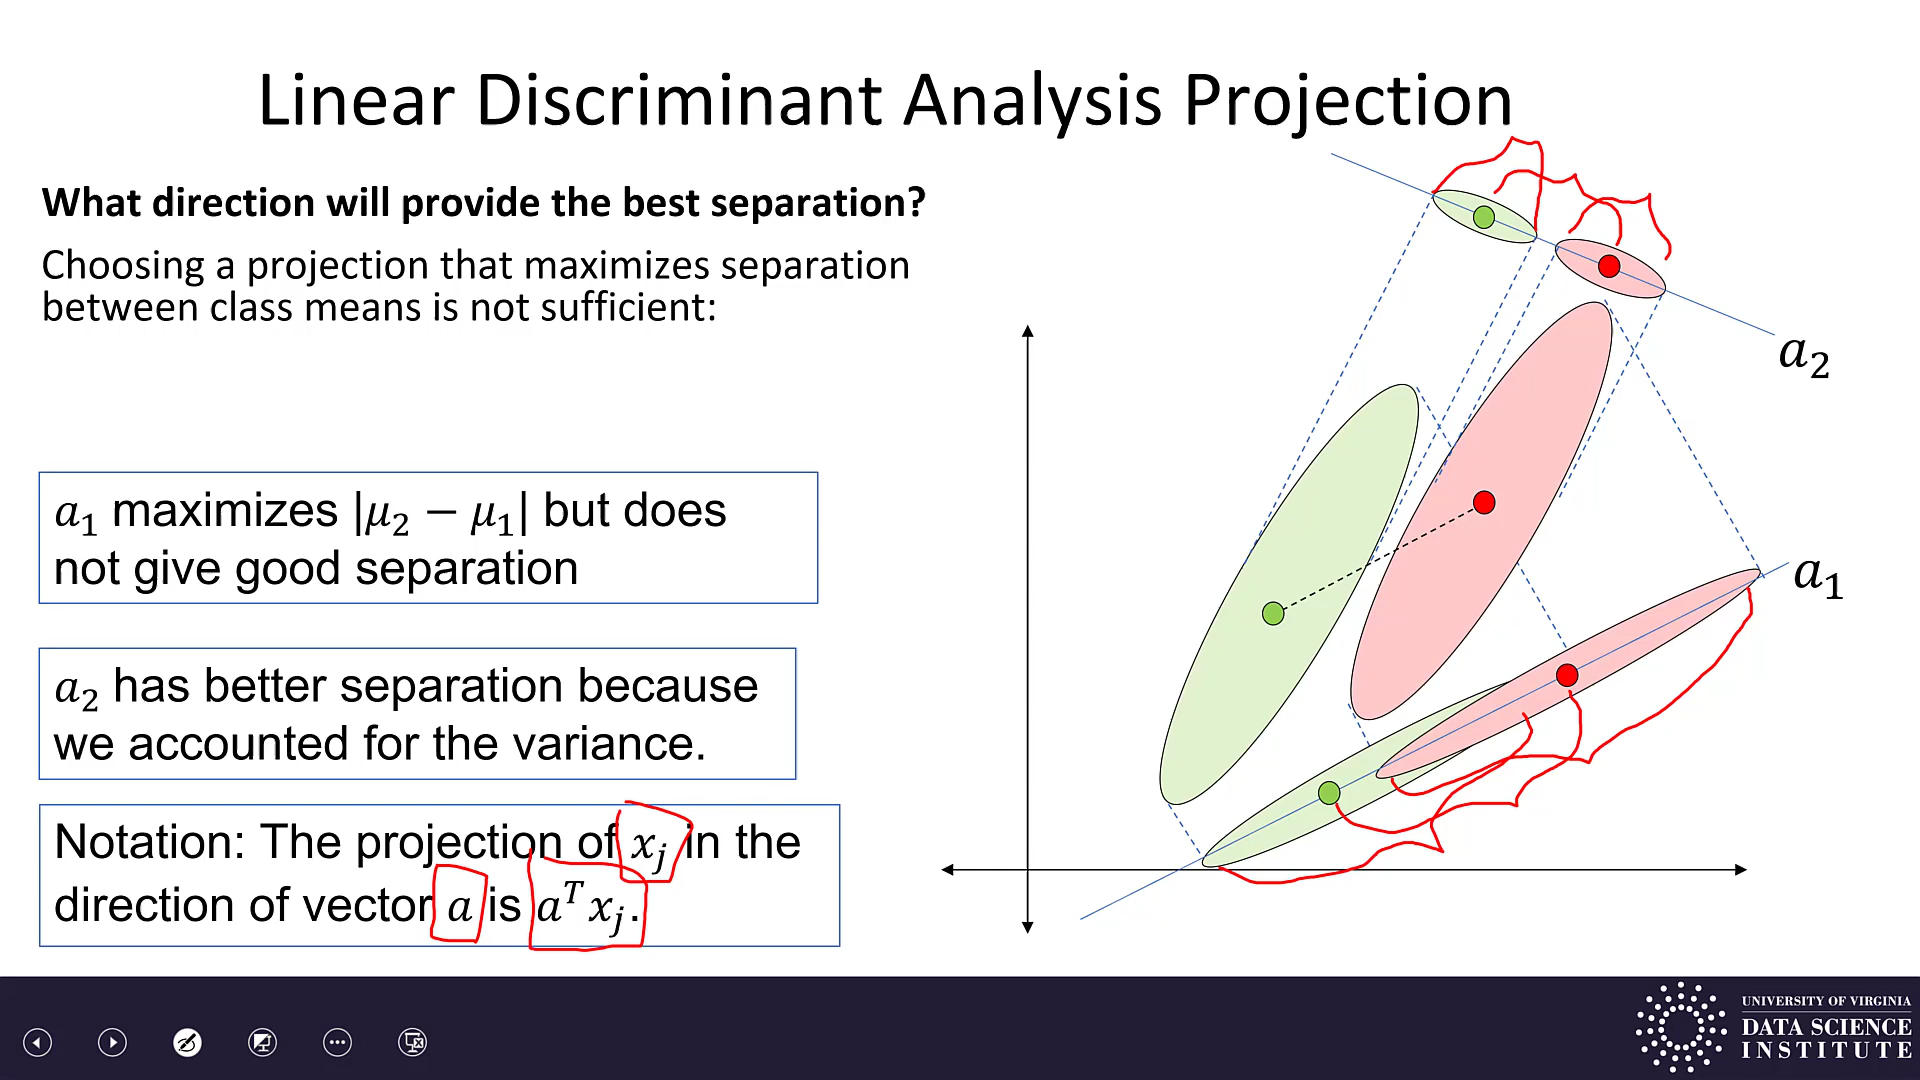 Linear Discriminant Analysis Projection
What direction will provide the best separation?
Choosing a projection that maximizes separation
between class means is not sufficient:
a₁ maximizes |μ₂ − μ₁| but does
not give good separation
a₂ has better separation because
we accounted for the variance.
Notation: The projection of xⱼ in the
direction of vector a is aᵀxⱼ.
a₂
a₁
UNIVERSITY OF VIRGINIA
DATA SCIENCE
INSTITUTE